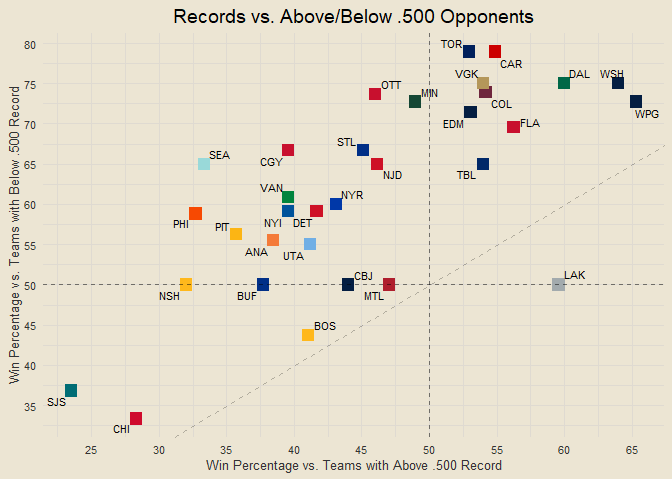 Records vs. Above/Below .500 Opponents
Win Percentage vs. Teams with Below .500 Record
80
75
70
65
60
55
50
45
40
35
TOR
CAR
VGK
COL
DAL
WSH
WPG
OTT
MIN
EDM
FLA
STL
NJD
TBL
SEA
CGY
VAN
NYR
PHI
PIT
NYI
DET
ANA
UTA
NSH
BUF
CBJ
MTL
LAK
BOS
SJS
CHI
25 30 35 40 45 50 55 60 65
Win Percentage vs. Teams with Above .500 Record